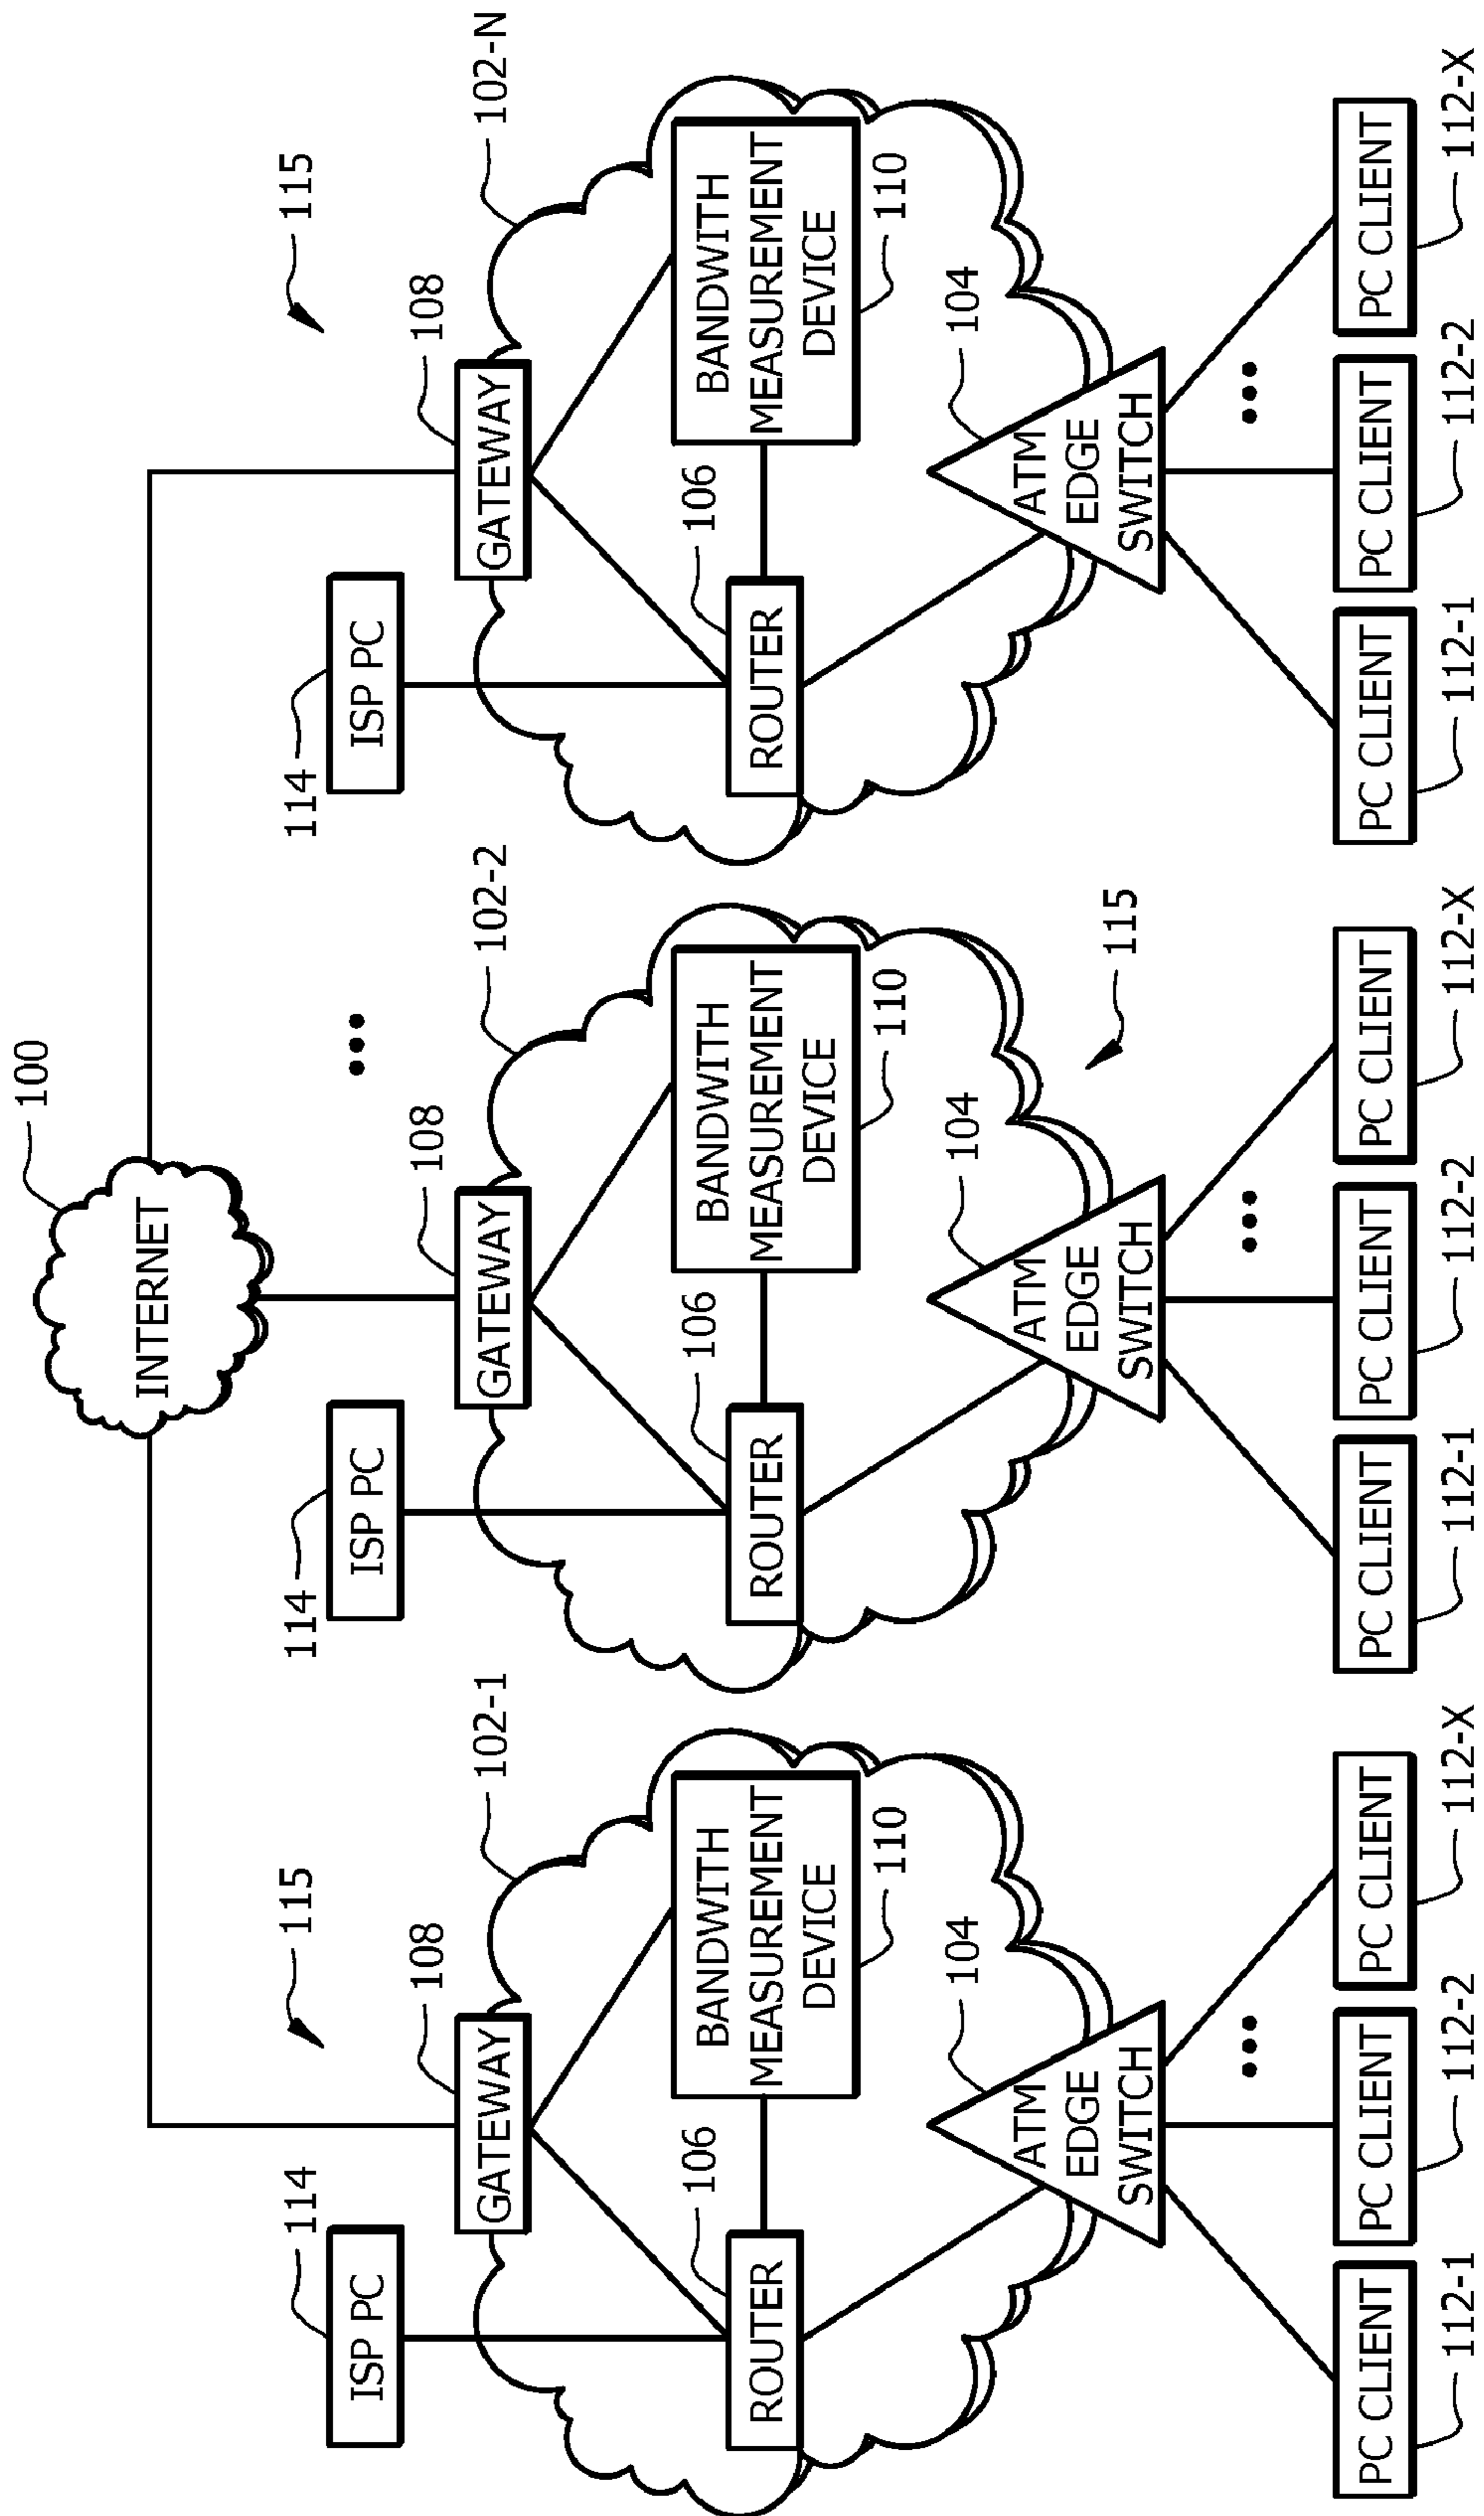 100
INTERNET
115
115
114
ISP PC
108
GATEWAY
102-1
114
ISP PC
108
GATEWAY
102-2
114
ISP PC
108
GATEWAY
102-N
106
ROUTER
BANDWITH
MEASUREMENT
DEVICE
110
106
ROUTER
BANDWITH
MEASUREMENT
DEVICE
110
106
ROUTER
BANDWITH
MEASUREMENT
DEVICE
110
104
ATM
EDGE
SWITCH
104
ATM
EDGE
SWITCH
115
104
ATM
EDGE
SWITCH
PC CLIENT
PC CLIENT
PC CLIENT
PC CLIENT
PC CLIENT
PC CLIENT
PC CLIENT
PC CLIENT
PC CLIENT
112-1
112-2
112-X
112-1
112-2
112-X
112-1
112-2
112-X